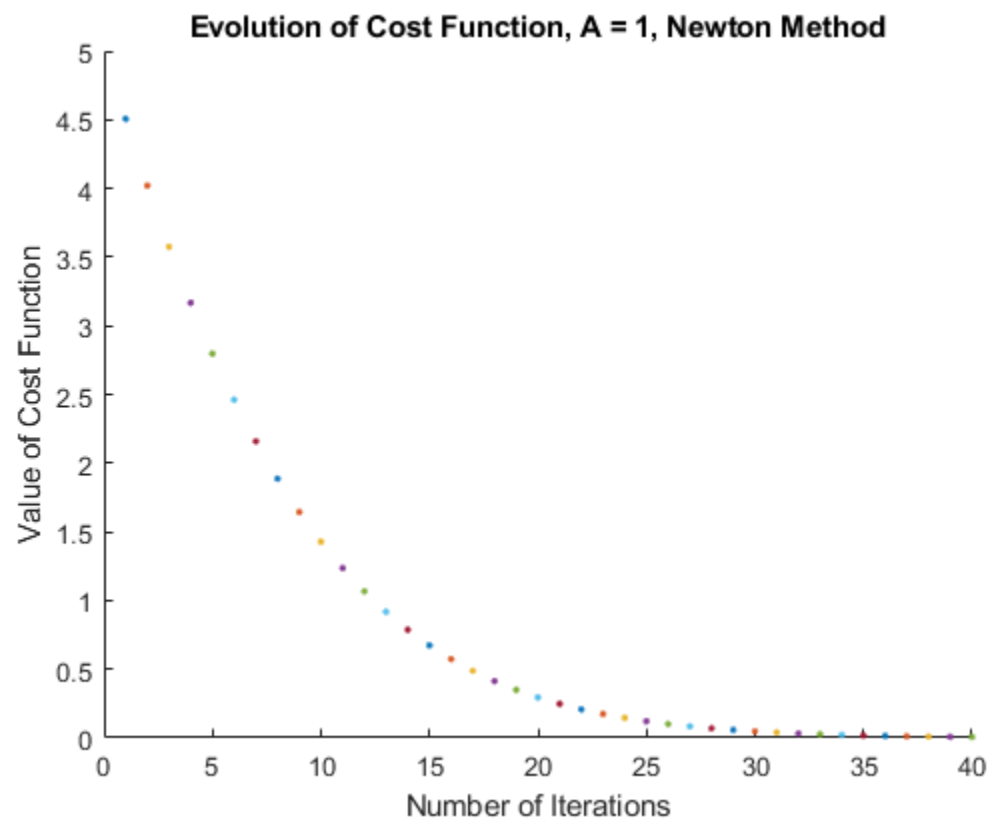 Evolution of Cost Function, A = 1, Newton Method
5
4.5
4
3.5
3
2.5
2
1.5
1
0.5
0
Value of Cost Function
0 5 10 15 20 25 30 35 40
Number of Iterations